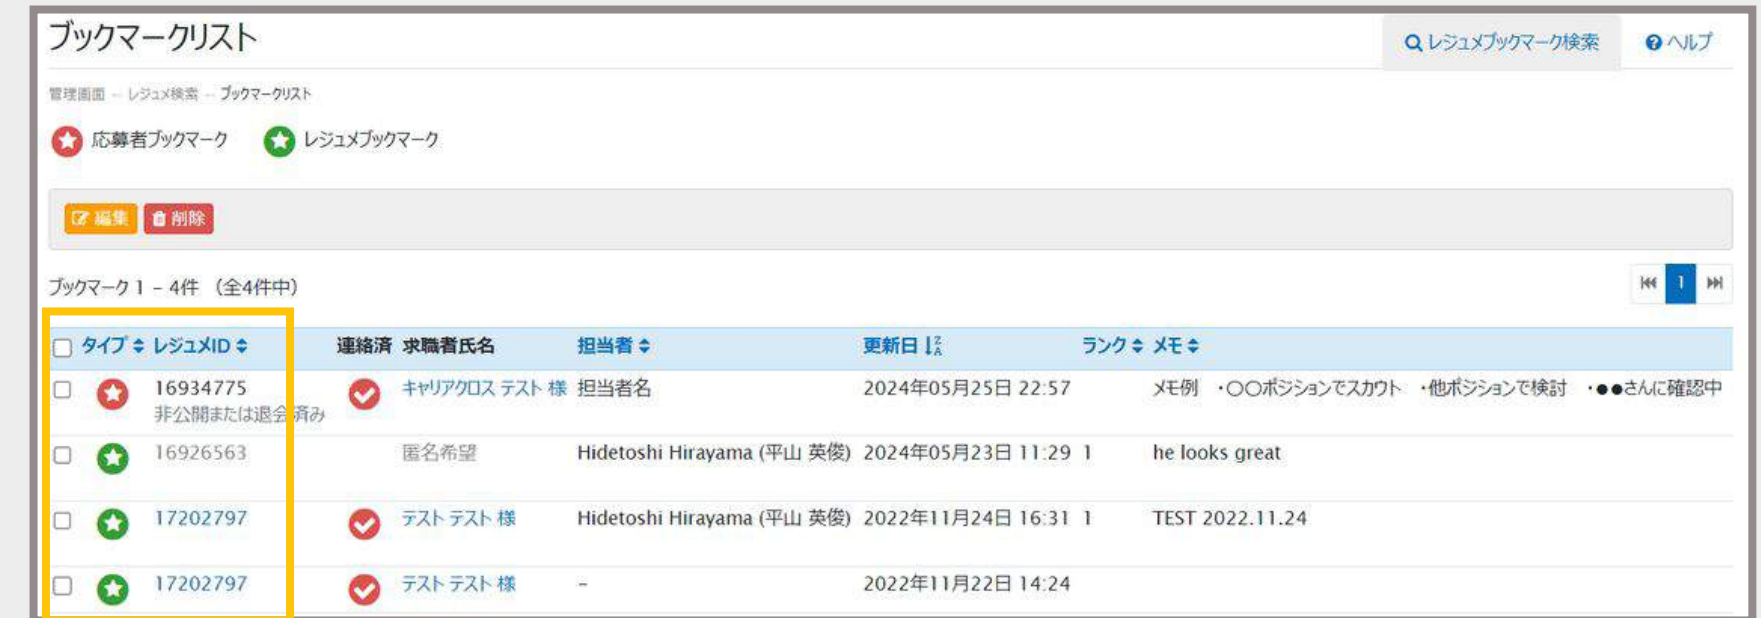 ブックマークリスト
レジュメブックマーク検索 ヘルプ
管理画面 -- レジュメ検索 -- ブックマークリスト
応募者ブックマーク レジュメブックマーク
編集 削除
ブックマーク 1 – 4件 (全4件中)
1
タイプ レジュメID 連絡済 求職者氏名 担当者 更新日 ランク メモ
16934775 キャリアクロス テスト 様 担当者名 2024年05月25日 22:57 メモ例 ・〇〇ポジションでスカウト ・他ポジションで検討 ・●●さんに確認中
非公開または退会済み
16926563 匿名希望 Hidetoshi Hirayama (平山 英俊) 2024年05月23日 11:29 1 he looks great
17202797 テスト テスト 様 Hidetoshi Hirayama (平山 英俊) 2022年11月24日 16:31 1 TEST 2022.11.24
17202797 テスト テスト 様 – 2022年11月22日 14:24